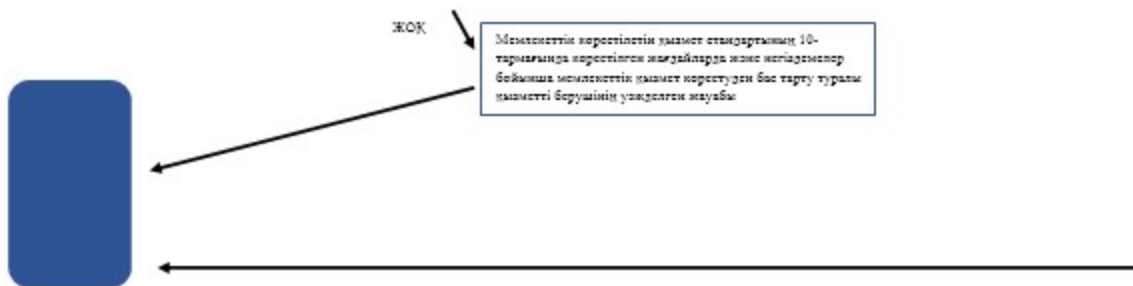 ЖОҚ
Мемлекеттік көрсетілетін қызмет стандартының 10-
тармағында көрсетілген жағдайларда және негіздемелер
бойынша мемлекеттік қызмет көрсетуден бас тарту туралы
қызметті берушінің уәжделген жауабы